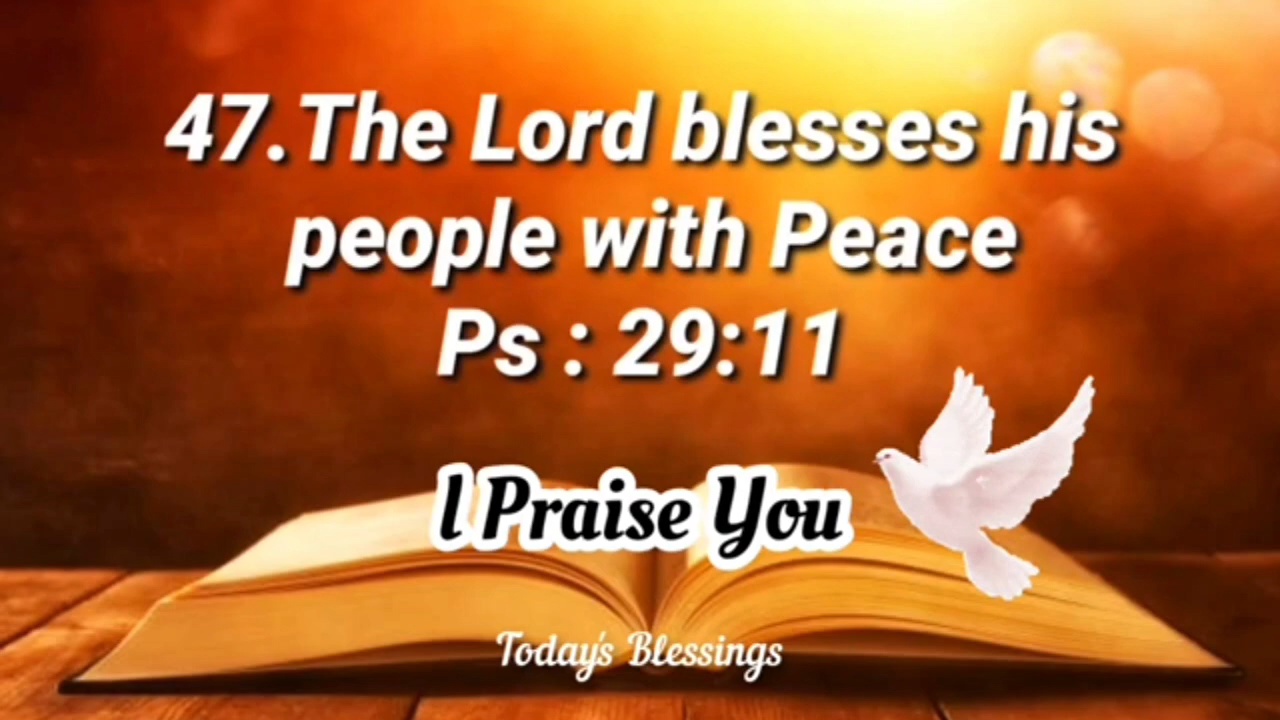 47.The Lord blesses his
people with Peace
Ps : 29:11
I Praise You
Today's Blessings